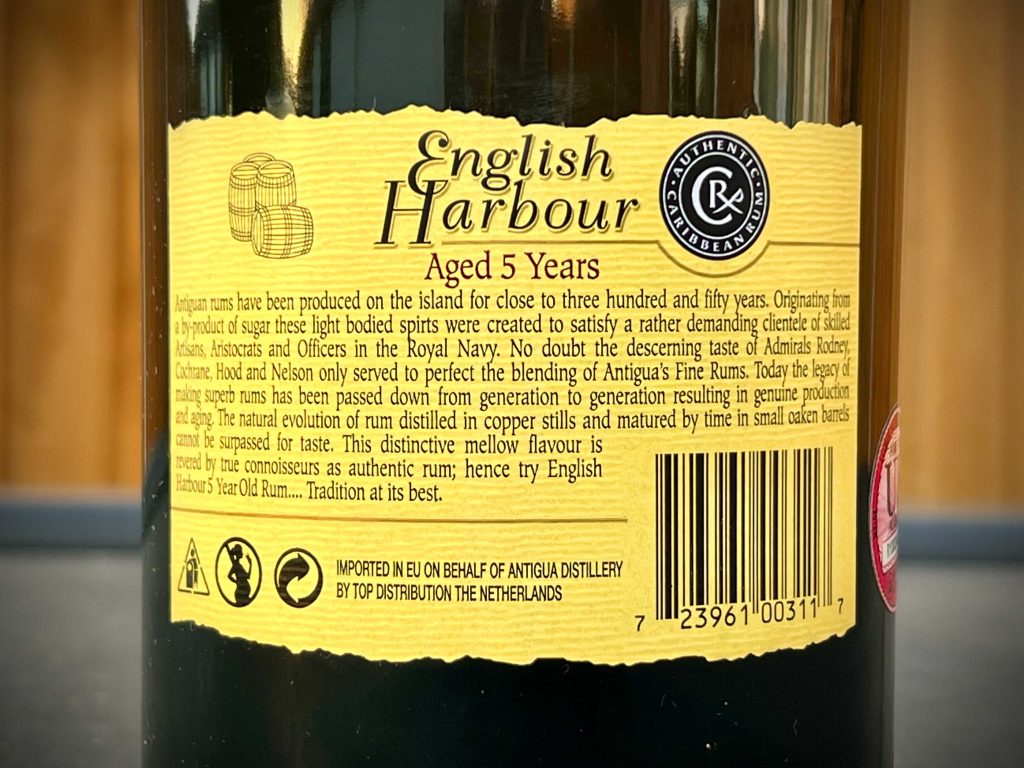 English
Harbour
AUTHENTIC
CARIBBEAN RUM
CR
Aged 5 Years
Antiguan rums have been produced on the island for close to three hundred and fifty years. Originating from
a by-product of sugar these light bodied spirts were created to satisfy a rather demanding clientele of skilled
Artisans, Aristocrats and Officers in the Royal Navy. No doubt the descerning taste of Admirals Rodney,
Cochrane, Hood and Nelson only served to perfect the blending of Antigua's Fine Rums. Today the legacy of
making superb rums has been passed down from generation to generation resulting in genuine production
and aging. The natural evolution of rum distilled in copper stills and matured by time in small oaken barrels
cannot be surpassed for taste. This distinctive mellow flavour is
revered by true connoisseurs as authentic rum; hence try English
Harbour 5 Year Old Rum.... Tradition at its best.
IMPORTED IN EU ON BEHALF OF ANTIGUA DISTILLERY
BY TOP DISTRIBUTION THE NETHERLANDS
7 23961 00311 7